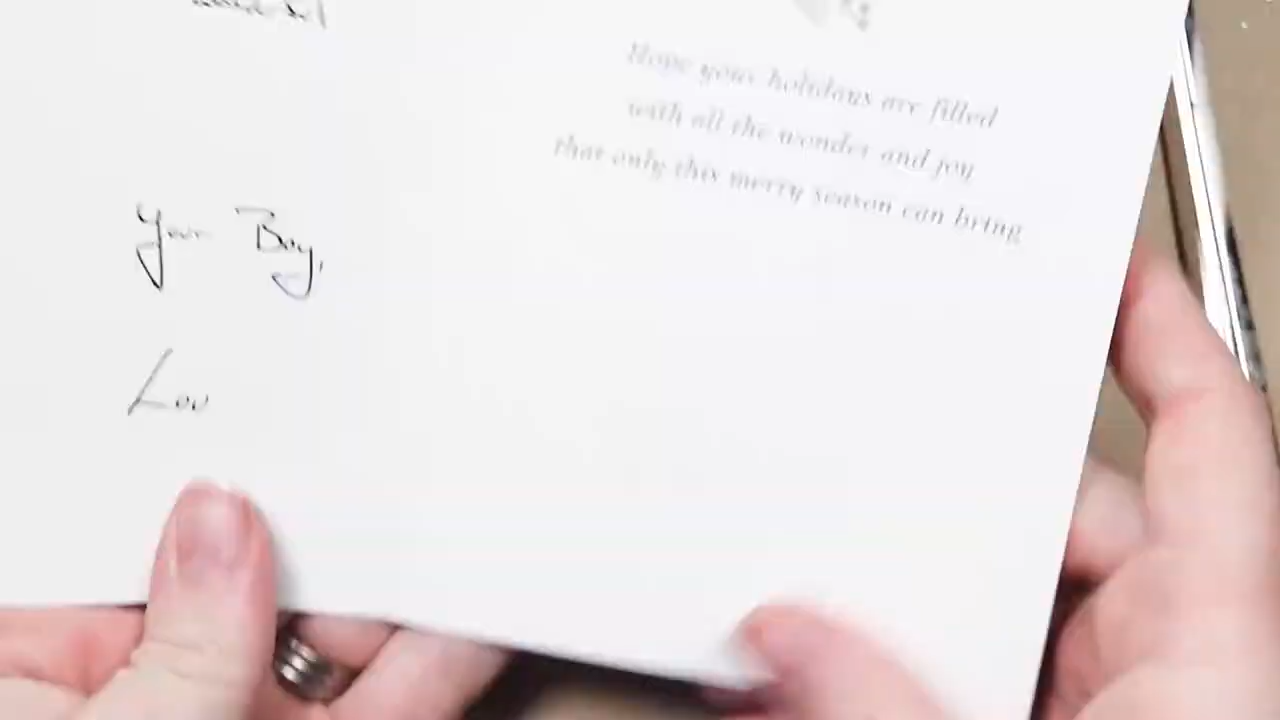 Your Boy,
Lou
Hope your holidays are filled
with all the wonder and joy
that only this merry season can bring